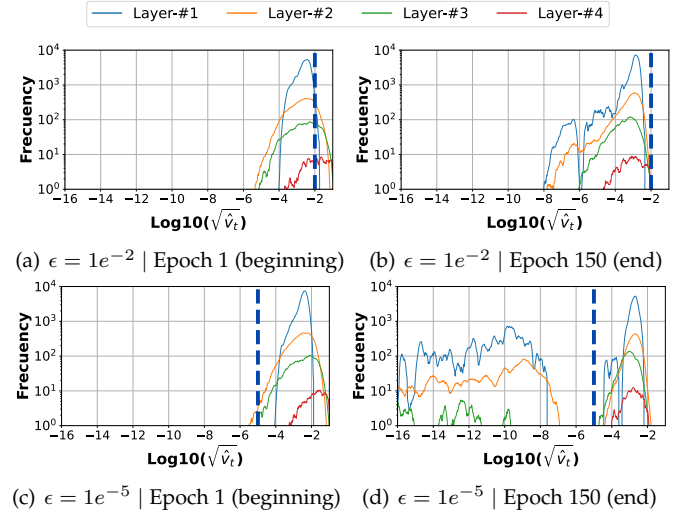 Layer-#1 Layer-#2 Layer-#3 Layer-#4
10^4 10^4
10^3 10^3
10^2 10^2
10^1 10^1
10^0 10^0
Frecuency Frecuency
-16 -14 -12 -10 -8 -6 -4 -2 -16 -14 -12 -10 -8 -6 -4 -2
Log10(√v̂_t) Log10(√v̂_t)
(a) ϵ = 1e^{-2} | Epoch 1 (beginning) (b) ϵ = 1e^{-2} | Epoch 150 (end)
10^4 10^4
10^3 10^3
10^2 10^2
10^1 10^1
10^0 10^0
Frecuency Frecuency
-16 -14 -12 -10 -8 -6 -4 -2 -16 -14 -12 -10 -8 -6 -4 -2
Log10(√v̂_t) Log10(√v̂_t)
(c) ϵ = 1e^{-5} | Epoch 1 (beginning) (d) ϵ = 1e^{-5} | Epoch 150 (end)